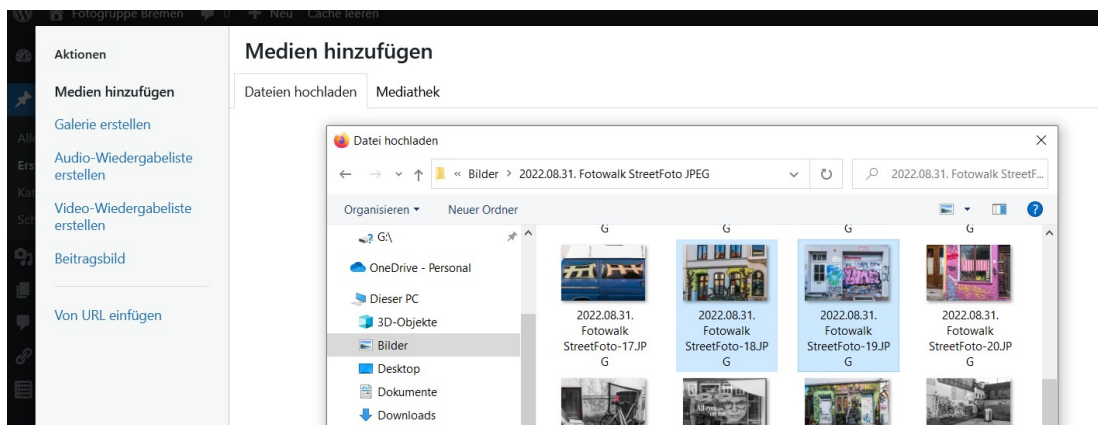 Fotogruppe Bremen 0 Neu Cache leeren
Aktionen
Medien hinzufügen
Galerie erstellen
Audio-Wiedergabeliste
erstellen
Video-Wiedergabeliste
erstellen
Beitragsbild
Von URL einfügen
Medien hinzufügen
Dateien hochladen Mediathek
Datei hochladen
« Bilder > 2022.08.31. Fotowalk StreetFoto JPEG
2022.08.31. Fotowalk StreetF...
Organisieren Neuer Ordner
G:\
OneDrive - Personal
Dieser PC
3D-Objekte
Bilder
Desktop
Dokumente
Downloads
G G G G
2022.08.31.
Fotowalk
StreetFoto-17.JP
G
2022.08.31.
Fotowalk
StreetFoto-18.JP
G
2022.08.31.
Fotowalk
StreetFoto-19.JP
G
2022.08.31.
Fotowalk
StreetFoto-20.JP
G